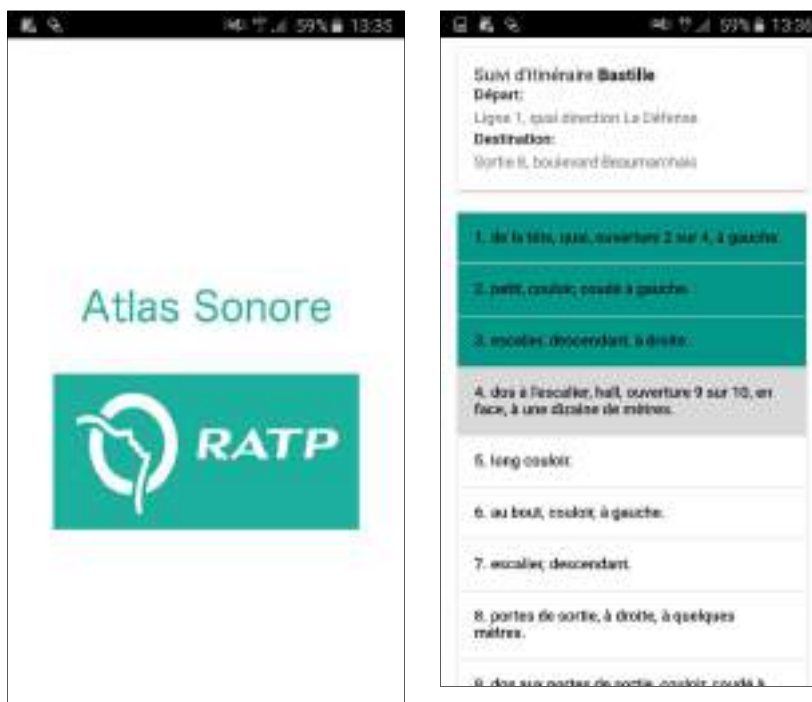 59% 13:35
Atlas Sonore
RATP
59% 13:36
Suivi d'itinéraire Bastille
Départ:
Ligne 1, quai direction La Défense
Destination:
Sortie 8, boulevard Beaumarchais
1. de la tête, quai, ouverture 2 sur 4, à gauche.
2. petit, couloir, coudé à gauche.
3. escalier, descendant, à droite.
4. dos à l'escalier, hall, ouverture 9 sur 10, en
face, à une dizaine de mètres.
5. long couloir.
6. au bout, couloir, à gauche.
7. escalier, descendant.
8. portes de sortie, à droite, à quelques
mètres.
9. dos aux portes de sortie, couloir, coudé à